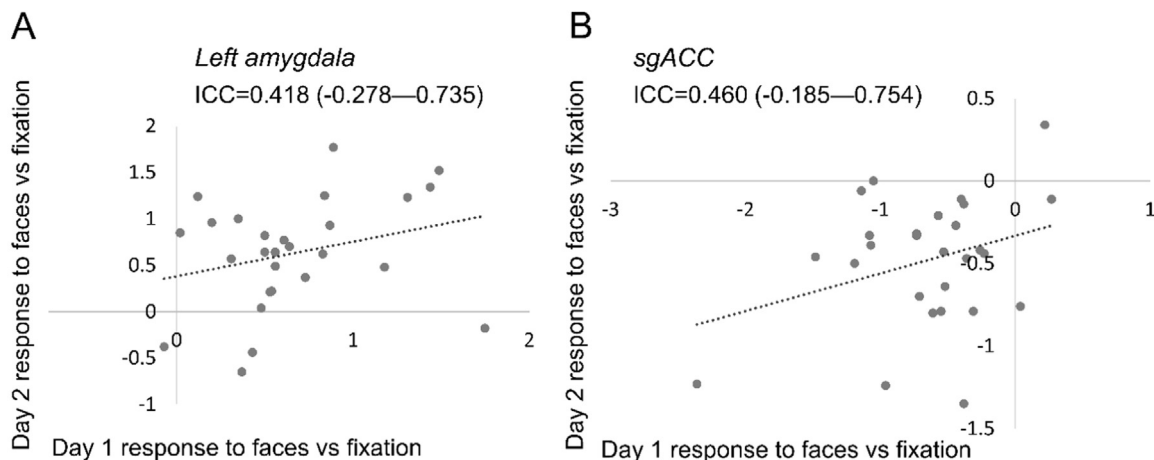 A
Left amygdala
ICC=0.418 (-0.278—0.735)
Day 2 response to faces vs fixation
2
1.5
1
0.5
0
-0.5
-1
0
1
2
Day 1 response to faces vs fixation
B
sgACC
ICC=0.460 (-0.185—0.754)
Day 2 response to faces vs fixation
0.5
0
-0.5
-1
-1.5
-3
-2
-1
0
1
Day 1 response to faces vs fixation